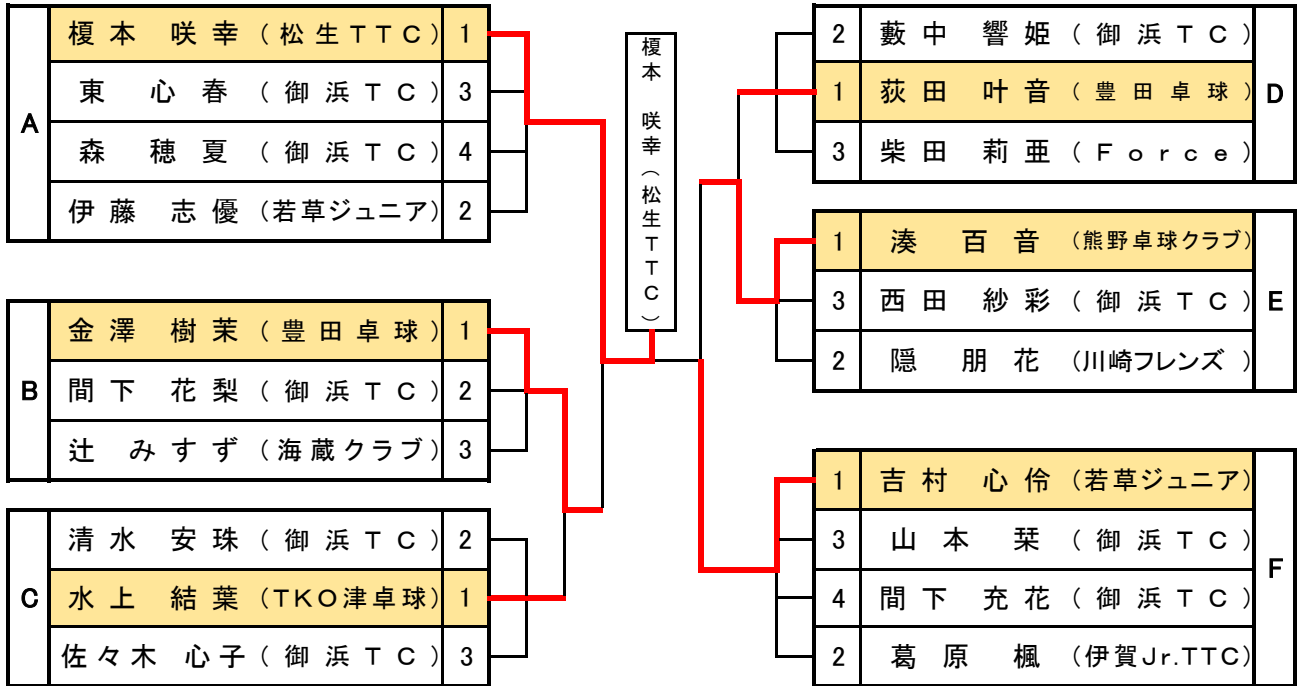 A
榎本 咲幸 (松生TTC) 1
東 心春 (御浜TC) 3
森 穂夏 (御浜TC) 4
伊藤 志優 (若草ジュニア) 2
B
金澤 樹茉 (豊田卓球) 1
間下 花梨 (御浜TC) 2
辻 みすず (海蔵クラブ) 3
C
清水 安珠 (御浜TC) 2
水上 結葉 (TKO津卓球) 1
佐々木 心子 (御浜TC) 3
榎本 咲幸(松生TTC)
D
2 藪中 響姫 (御浜TC)
1 荻田 叶音 (豊田卓球)
3 柴田 莉亜 (Force)
E
1 湊 百音 (熊野卓球クラブ)
3 西田 紗彩 (御浜TC)
2 隠 朋花 (川崎フレンズ)
F
1 吉村 心伶 (若草ジュニア)
3 山本 栞 (御浜TC)
4 間下 充花 (御浜TC)
2 葛原 楓 (伊賀Jr.TTC)